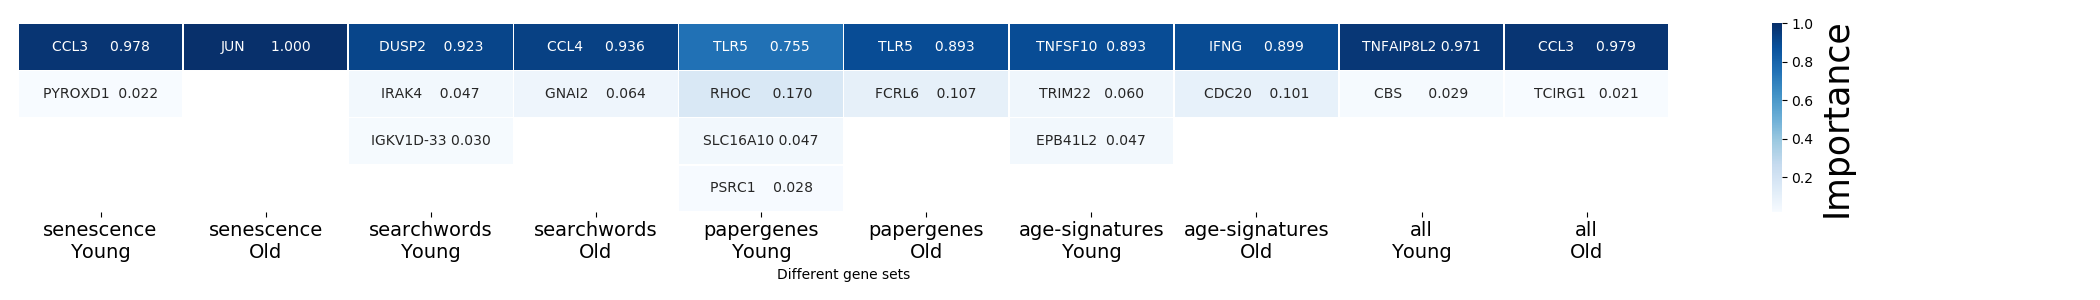 CCL3 0.978 JUN 1.000 DUSP2 0.923 CCL4 0.936 TLR5 0.755 TLR5 0.893 TNFSF10 0.893 IFNG 0.899 TNFAIP8L2 0.971 CCL3 0.979
PYROXD1 0.022 IRAK4 0.047 GNAI2 0.064 RHOC 0.170 FCRL6 0.107 TRIM22 0.060 CDC20 0.101 CBS 0.029 TCIRG1 0.021
IGKV1D-33 0.030 SLC16A10 0.047 EPB41L2 0.047
PSRC1 0.028
senescence senescence searchwords searchwords papergenes papergenes age-signatures age-signatures all all
Young Old Young Old Young Old Young Old Young Old
Different gene sets
1.0
0.8
0.6
0.4
0.2
Importance